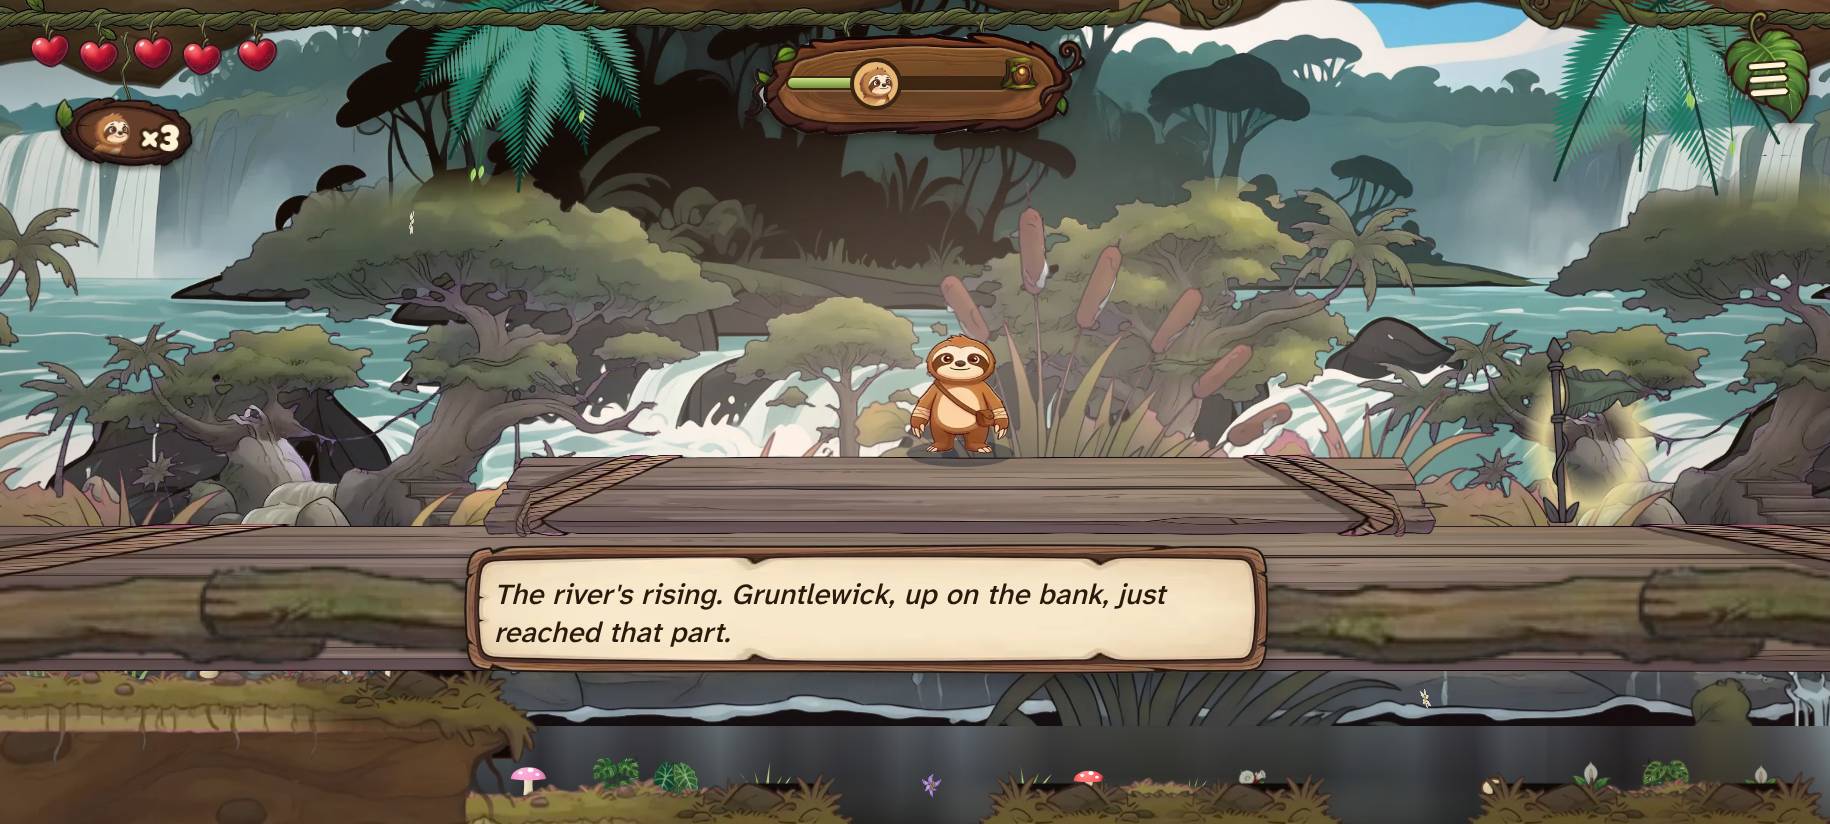 ×3
The river's rising. Gruntlewick, up on the bank, just
reached that part.